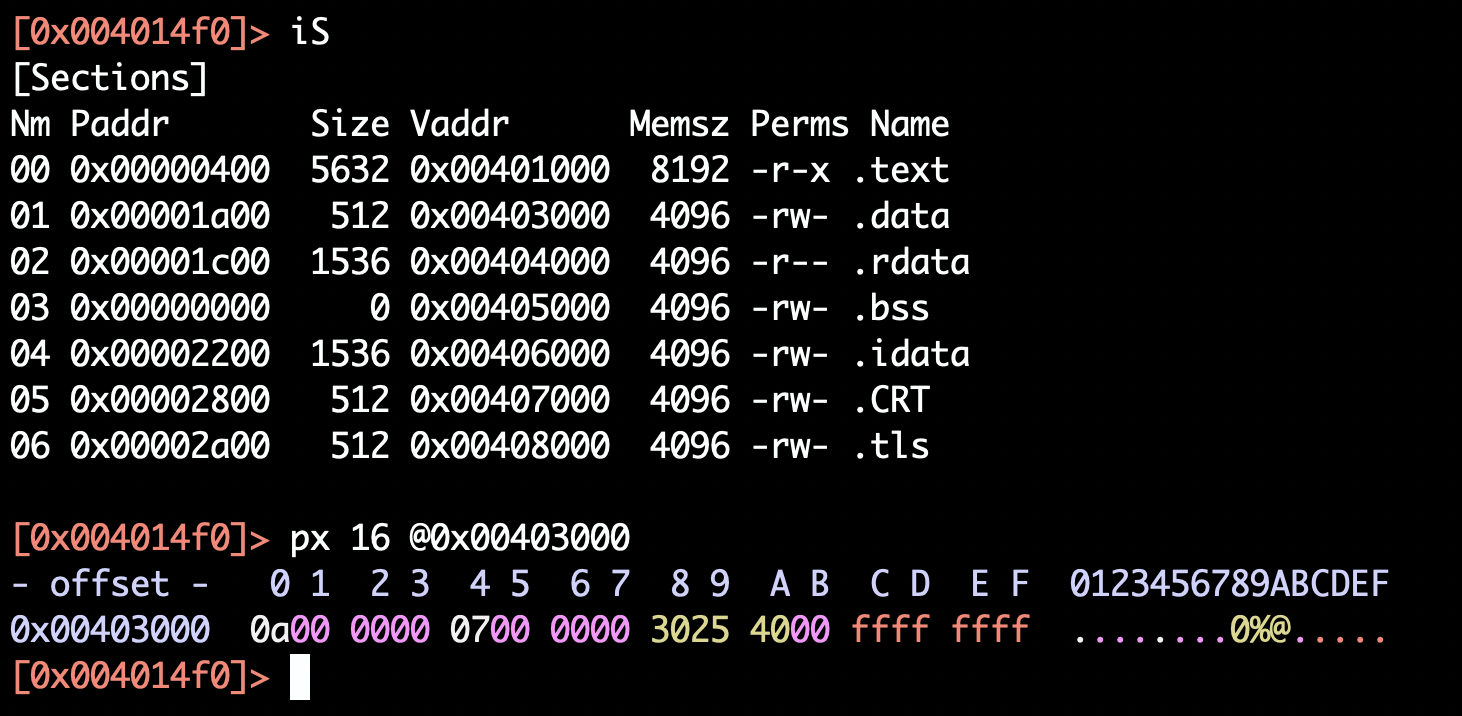 [0x004014f0]> iS
[Sections]
Nm Paddr       Size Vaddr      Memsz Perms Name
00 0x00000400  5632 0x00401000  8192 -r-x .text
01 0x00001a00   512 0x00403000  4096 -rw- .data
02 0x00001c00  1536 0x00404000  4096 -r-- .rdata
03 0x00000000     0 0x00405000  4096 -rw- .bss
04 0x00002200  1536 0x00406000  4096 -rw- .idata
05 0x00002800   512 0x00407000  4096 -rw- .CRT
06 0x00002a00   512 0x00408000  4096 -rw- .tls
[0x004014f0]> px 16 @0x00403000
- offset -   0 1  2 3  4 5  6 7  8 9  A B  C D  E F  0123456789ABCDEF
0x00403000  0a00 0000 0700 0000 3025 4000 ffff ffff  ........0%@.....
[0x004014f0]>